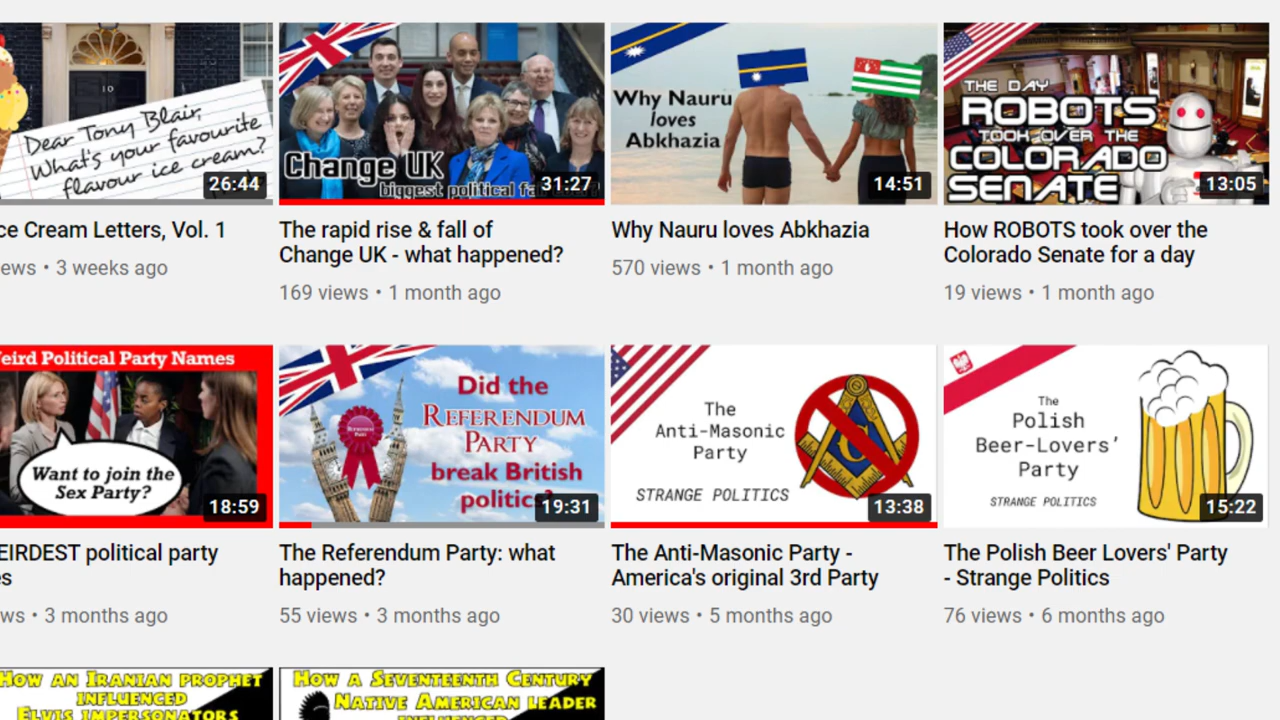 10
Dear Tony Blair,
What's your favourite
flavour ice cream?
26:44
Change UK
biggest political
31:27
Why Nauru
loves
Abkhazia
14:51
THE DAY
ROBOTS
TOOK OVER THE
COLORADO
SENATE
13:05
Cream Letters, Vol. 1
3 weeks ago
The rapid rise & fall of
Change UK - what happened?
169 views • 1 month ago
Why Nauru loves Abkhazia
570 views • 1 month ago
How ROBOTS took over the
Colorado Senate for a day
19 views • 1 month ago
Political Party Names
Want to join the
Sex Party?
18:59
Did the
REFERENDUM
PARTY
break British
politics?
19:31
The
Anti-Masonic
Party
STRANGE POLITICS
13:38
The
Polish
Beer-Lovers'
Party
STRANGE POLITICS
15:22
political party
3 months ago
The Referendum Party: what
happened?
55 views • 3 months ago
The Anti-Masonic Party -
America's original 3rd Party
30 views • 5 months ago
The Polish Beer Lovers' Party
- Strange Politics
76 views • 6 months ago
HOW AN IRANIAN PROPHET
INFLUENCED
ELVIS IMPERSONATORS
HOW A SEVENTEENTH CENTURY
NATIVE AMERICAN LEADER
INFLUENCED